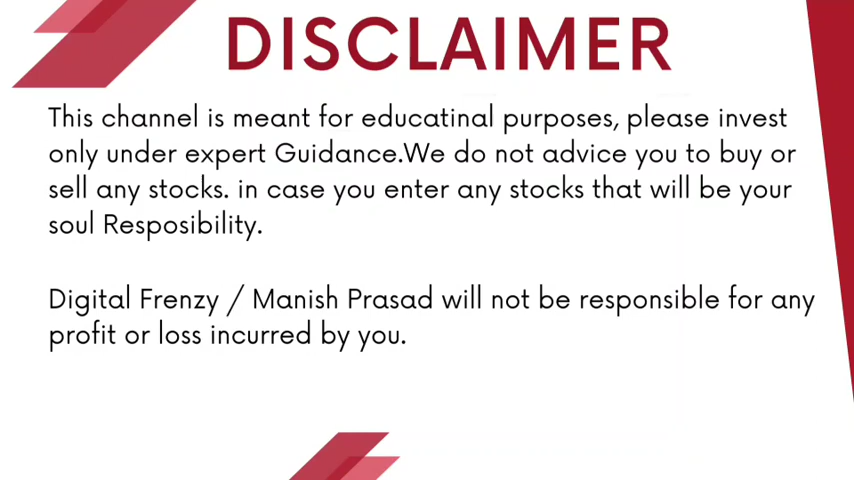 DISCLAIMER
This channel is meant for educatinal purposes, please invest
only under expert Guidance.We do not advice you to buy or
sell any stocks. in case you enter any stocks that will be your
soul Resposibility.
Digital Frenzy / Manish Prasad will not be responsible for any
profit or loss incurred by you.